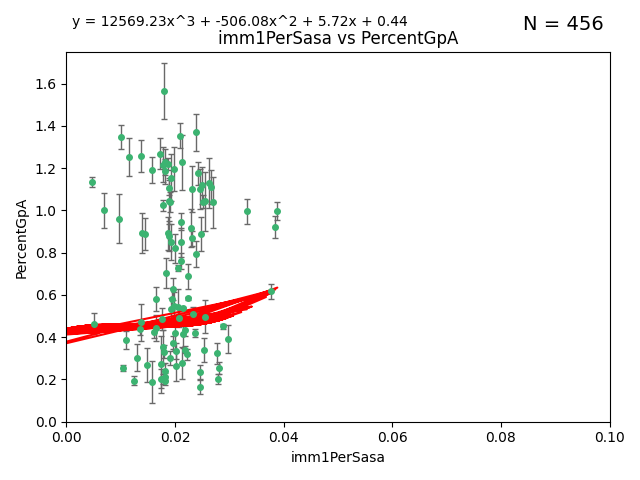 y = 12569.23x^3 + -506.08x^2 + 5.72x + 0.44
N = 456
imm1PerSasa vs PercentGpA
1.6
1.4
1.2
1.0
0.8
0.6
0.4
0.2
0.0
PercentGpA
0.00 0.02 0.04 0.06 0.08 0.10
imm1PerSasa